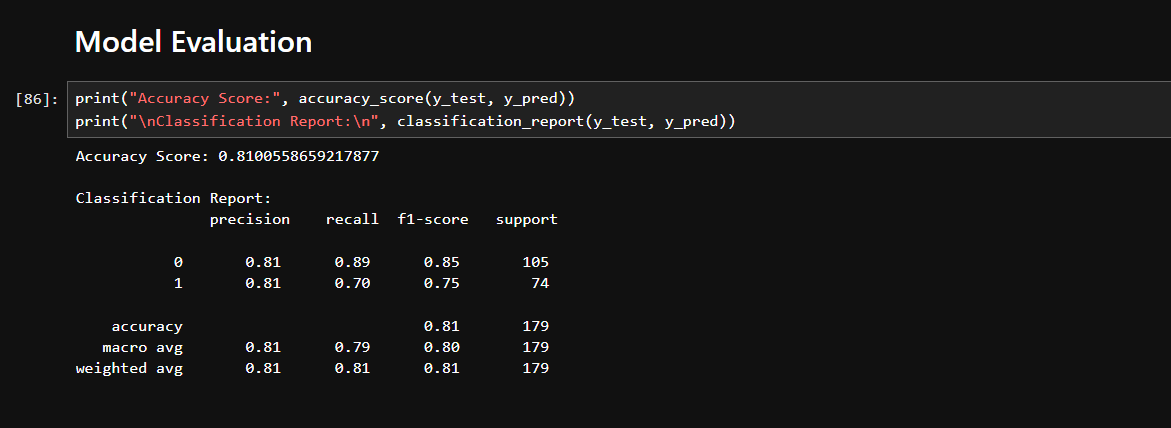 Model Evaluation
[86]: print("Accuracy Score:", accuracy_score(y_test, y_pred))
print("\nClassification Report:\n", classification_report(y_test, y_pred))
Accuracy Score: 0.8100558659217877
Classification Report:
precision recall f1-score support
0 0.81 0.89 0.85 105
1 0.81 0.70 0.75 74
accuracy 0.81 179
macro avg 0.81 0.79 0.80 179
weighted avg 0.81 0.81 0.81 179